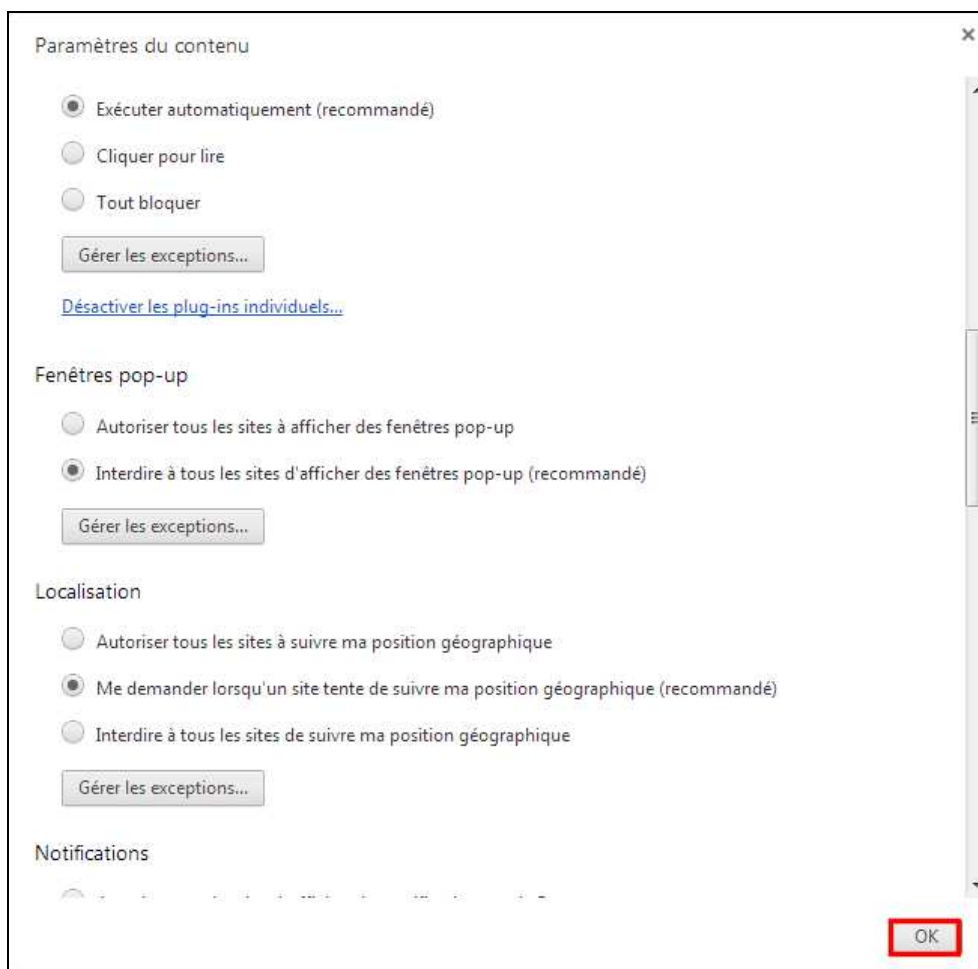 Paramètres du contenu
Exécuter automatiquement (recommandé)
Cliquer pour lire
Tout bloquer
Gérer les exceptions...
Désactiver les plug-ins individuels...
Fenêtres pop-up
Autoriser tous les sites à afficher des fenêtres pop-up
Interdire à tous les sites d'afficher des fenêtres pop-up (recommandé)
Gérer les exceptions...
Localisation
Autoriser tous les sites à suivre ma position géographique
Me demander lorsqu'un site tente de suivre ma position géographique (recommandé)
Interdire à tous les sites de suivre ma position géographique
Gérer les exceptions...
Notifications
OK